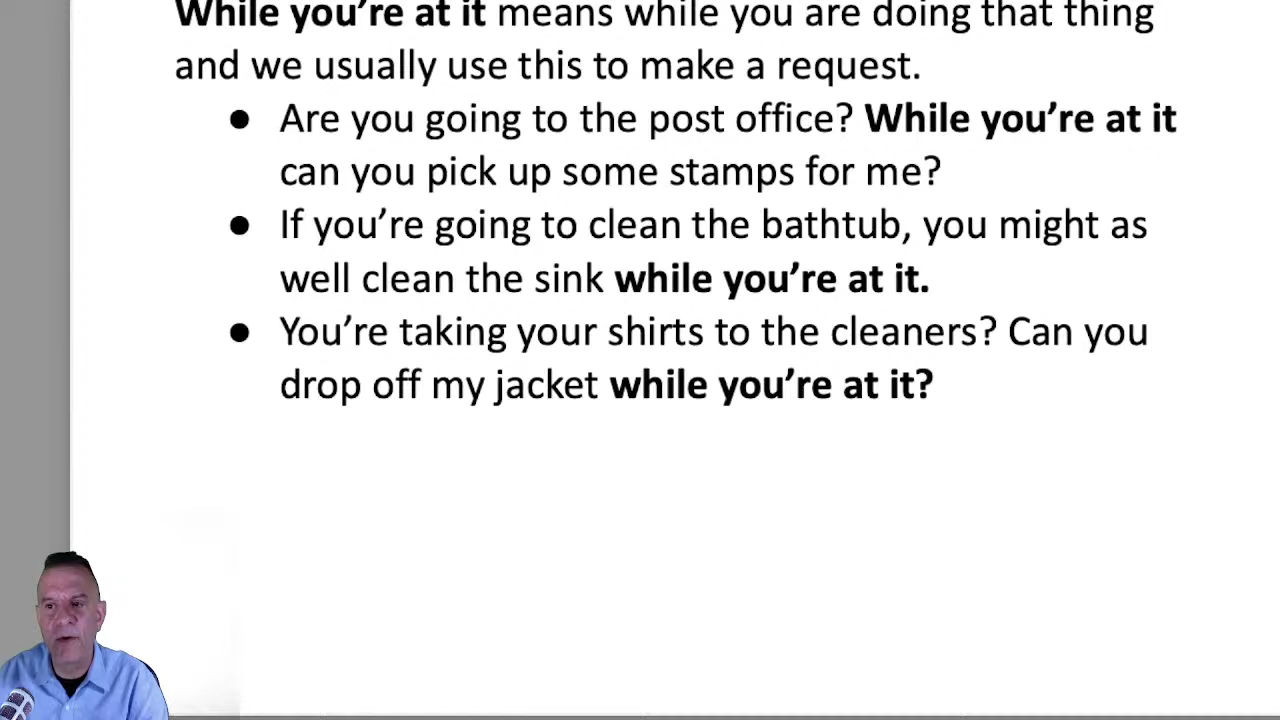 While you’re at it means while you are doing that thing
and we usually use this to make a request.
● Are you going to the post office? While you’re at it
can you pick up some stamps for me?
● If you’re going to clean the bathtub, you might as
well clean the sink while you’re at it.
● You’re taking your shirts to the cleaners? Can you
drop off my jacket while you’re at it?